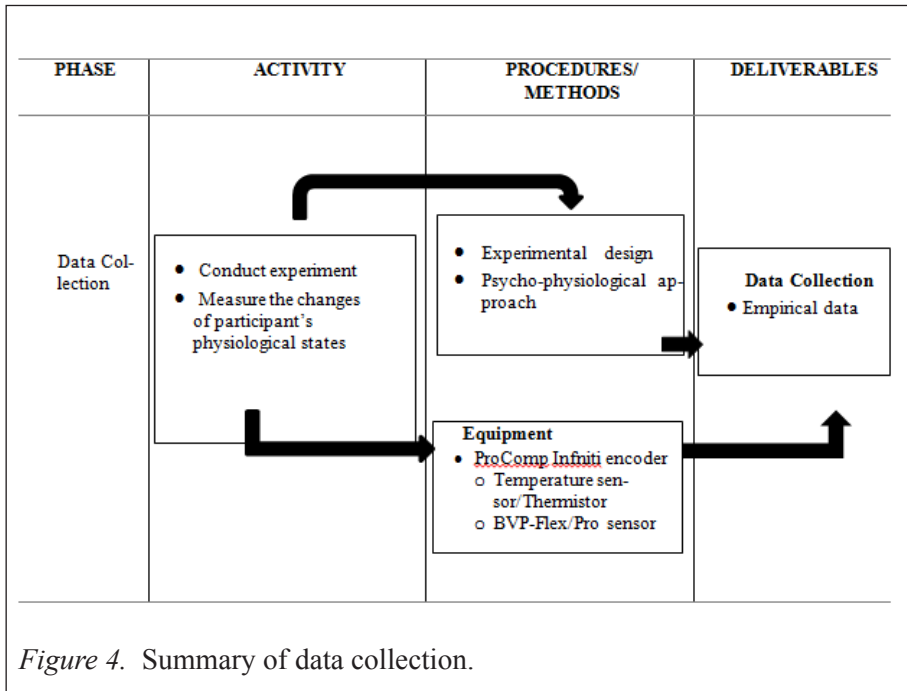 PHASE
ACTIVITY
PROCEDURES/
METHODS
DELIVERABLES
Data Col-
lection
● Conduct experiment
● Measure the changes
of participant’s
physiological states
● Experimental design
● Psycho-physiological ap-
proach
Equipment
● ProComp Infniti encoder
o Temperature sen-
sor/Thermistor
o BVP-Flex/Pro sensor
Data Collection
● Empirical data
Figure 4. Summary of data collection.